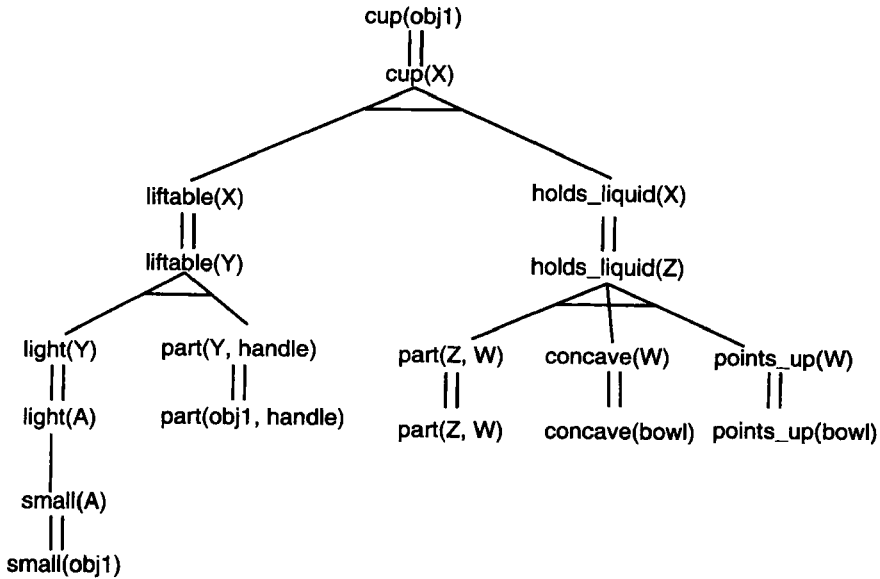 cup(obj1)
cup(X)
liftable(X)
holds_liquid(X)
liftable(Y)
holds_liquid(Z)
light(Y)
part(Y, handle)
part(Z, W)
concave(W)
points_up(W)
light(A)
part(obj1, handle)
part(Z, W)
concave(bowl)
points_up(bowl)
small(A)
small(obj1)